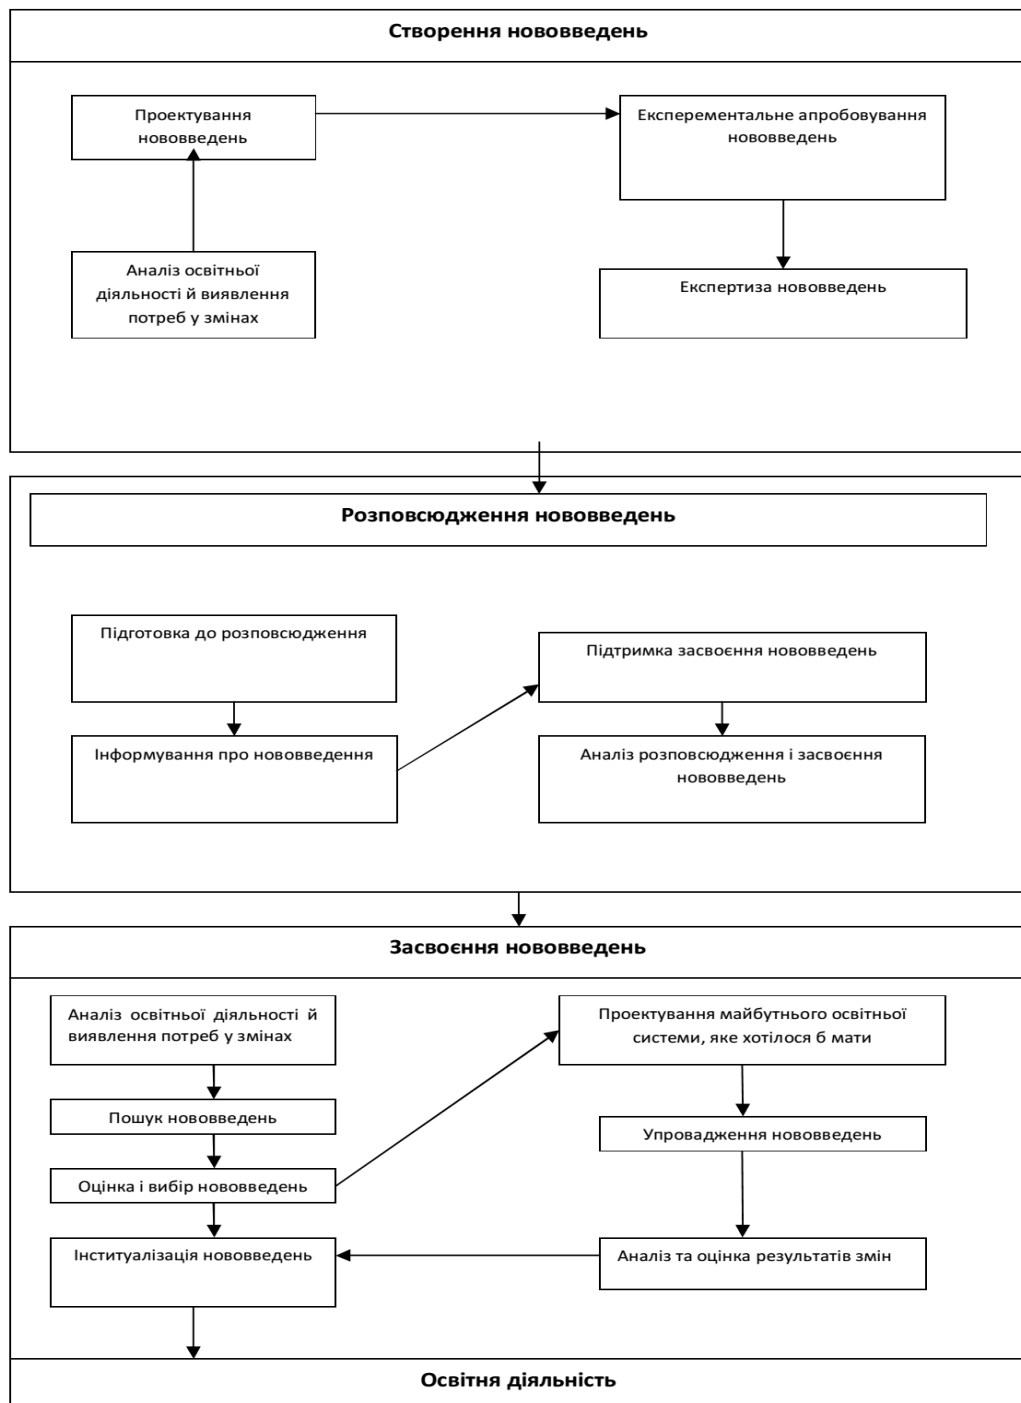 Створення нововведень
Проектування
нововведень
Експерементальне апробовування
нововведень
Аналіз освітньої
діяльності й виявлення
потреб у змінах
Експертиза нововведень
Розповсюдження нововведень
Підготовка до розповсюдження
Підтримка засвоєння нововведень
Інформування про нововведення
Аналіз розповсюдження і засвоєння
нововведень
Засвоєння нововведень
Аналіз освітньої діяльності й
виявлення потреб у змінах
Проектування майбутнього освітньої
системи, яке хотілося б мати
Пошук нововведень
Упровадження нововведень
Оцінка і вибір нововведень
Інституалізація нововведень
Аналіз та оцінка результатів змін
Освітня діяльність